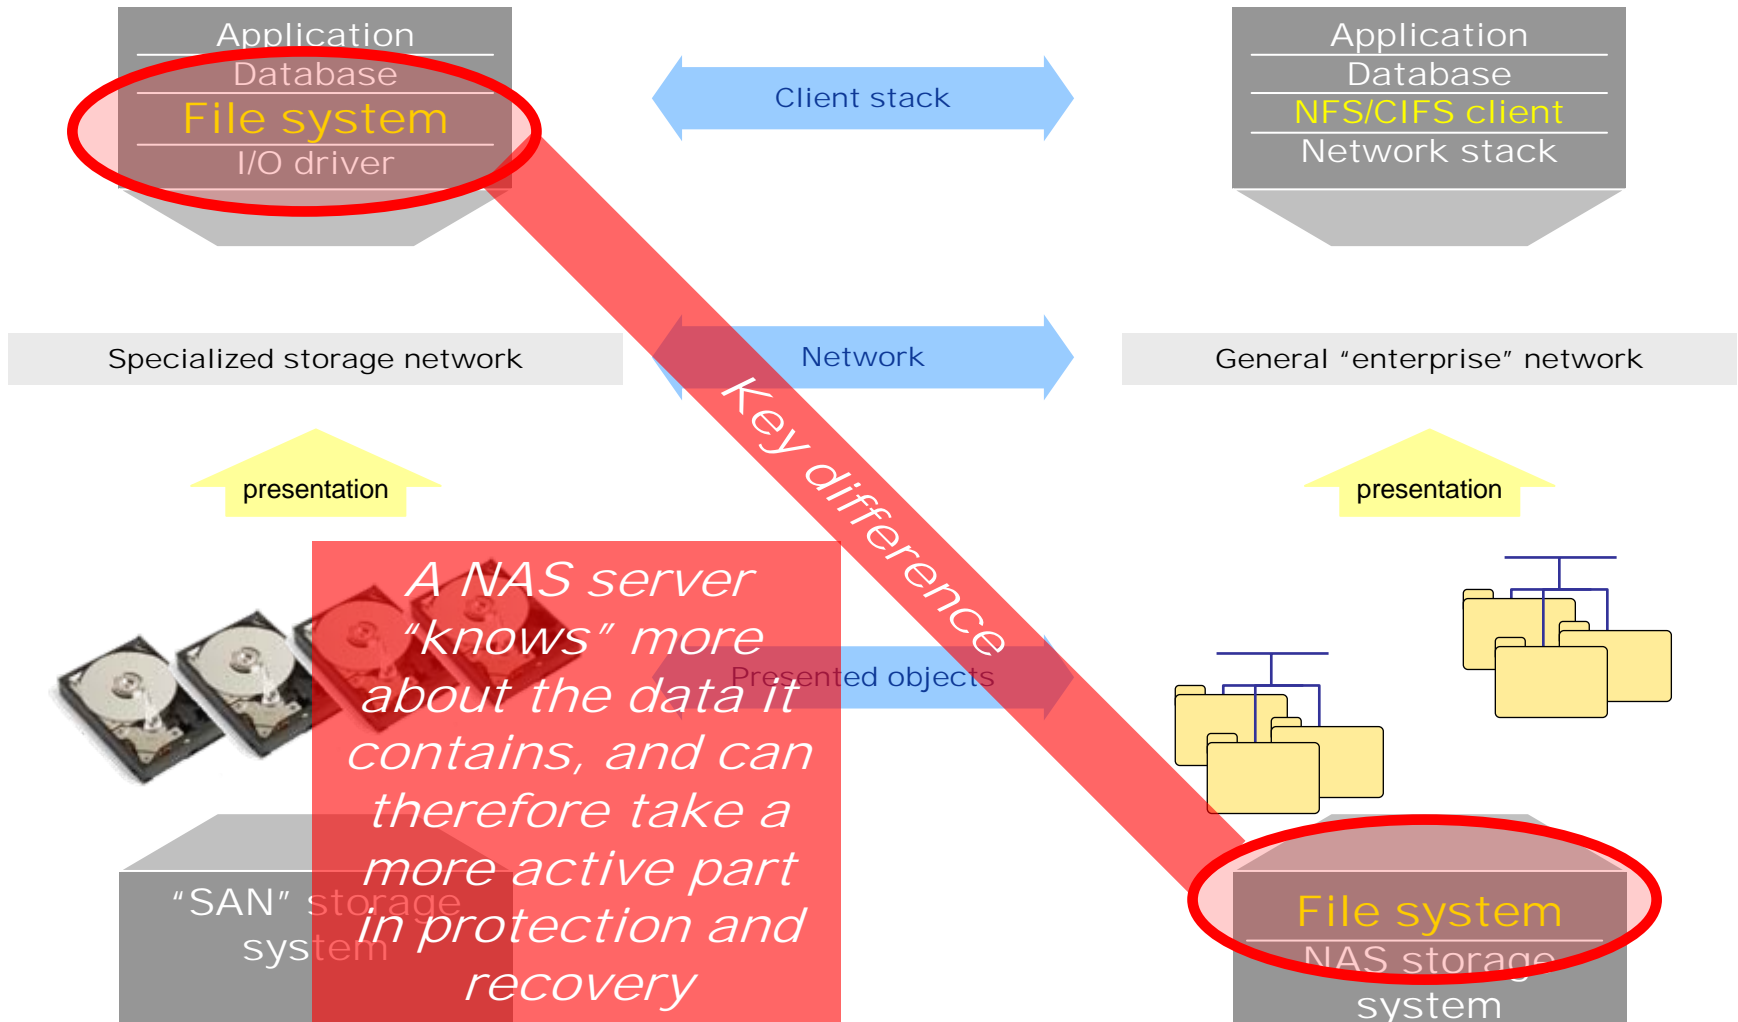 Application
Database
File system
I/O driver
Client stack
Application
Database
NFS/CIFS client
Network stack
Specialized storage network
Network
General "enterprise" network
Key difference
presentation
presentation
A NAS server
"knows" more
about the data it
contains, and can
therefore take a
more active part
in protection and
recovery
Presented objects
"SAN" storage
system
File system
NAS storage
system